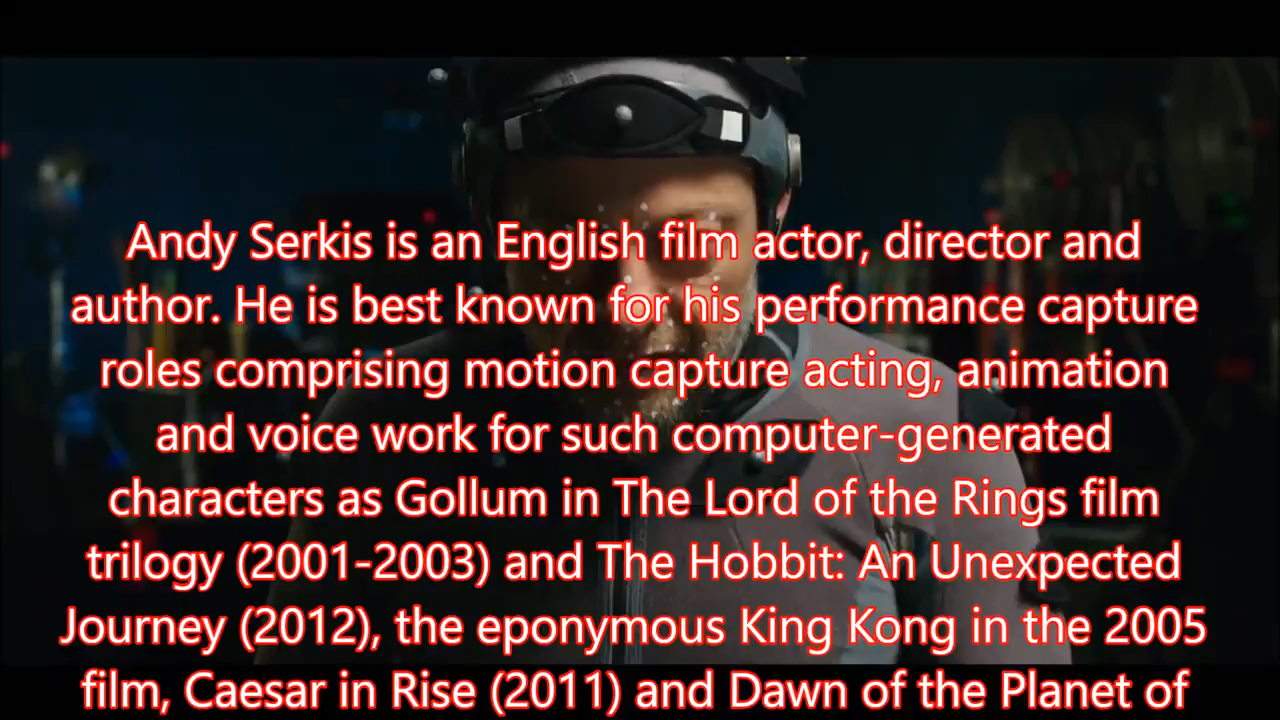 Andy Serkis is an English film actor, director and
author. He is best known for his performance capture
roles comprising motion capture acting, animation
and voice work for such computer-generated
characters as Gollum in The Lord of the Rings film
trilogy (2001-2003) and The Hobbit: An Unexpected
Journey (2012), the eponymous King Kong in the 2005
film, Caesar in Rise (2011) and Dawn of the Planet of